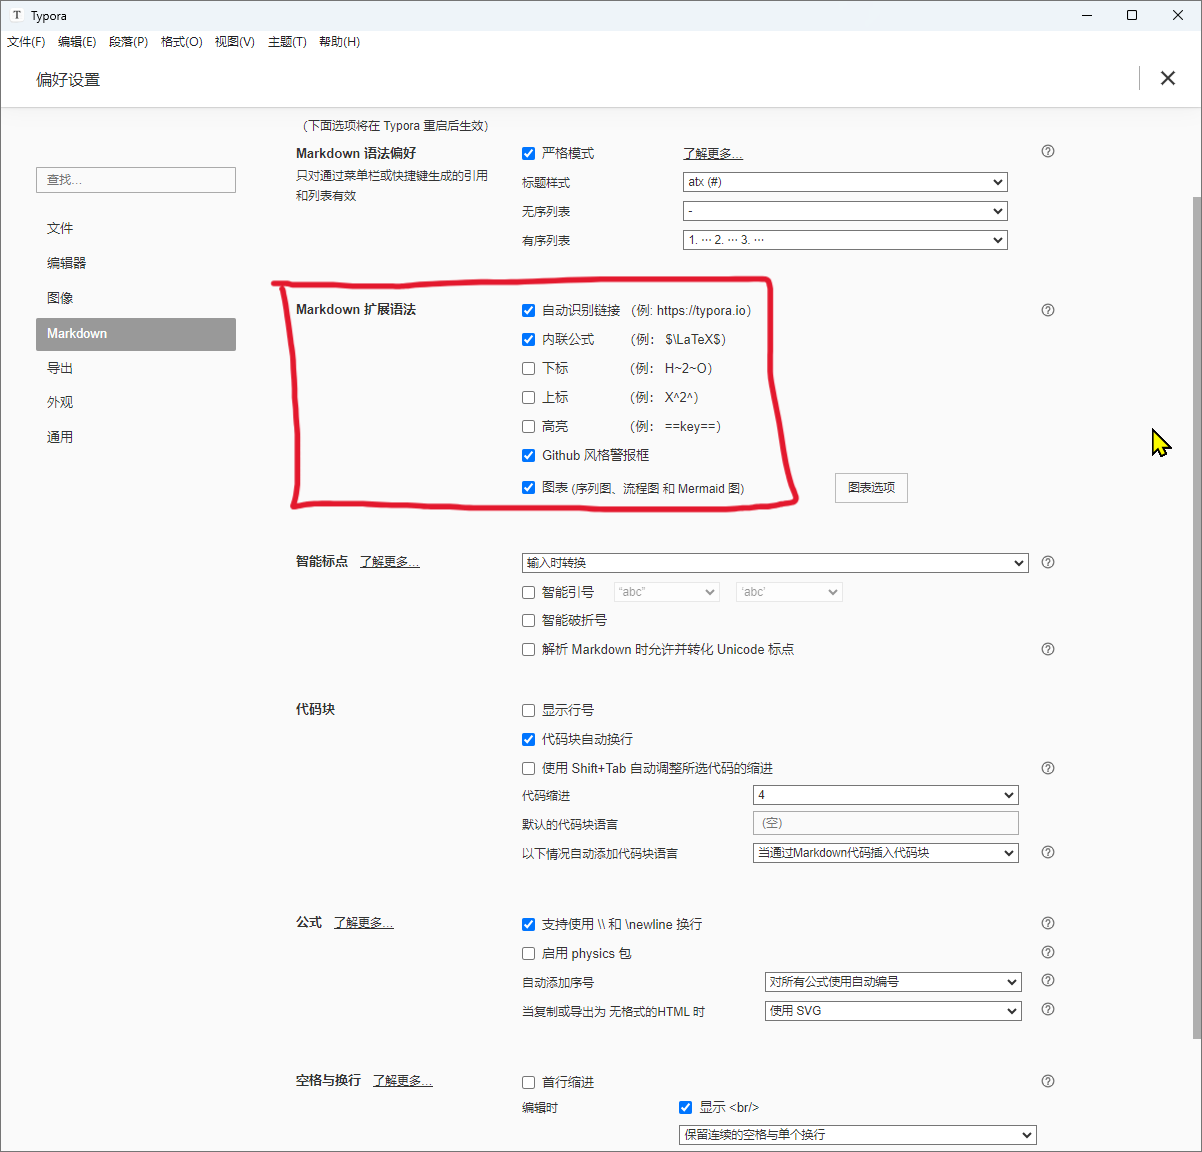 Typora
文件(F) 编辑(E) 段落(P) 格式(O) 视图(V) 主题(T) 帮助(H)
偏好设置
查找...
文件
编辑器
图像
Markdown
导出
外观
通用
(下面选项将在 Typora 重启后生效)
Markdown 语法偏好
只对通过菜单栏或快捷键生成的引用
和列表有效
严格模式 了解更多...
标题样式 atx (#)
无序列表 -
有序列表 1. ··· 2. ··· 3. ···
Markdown 扩展语法
自动识别链接 (例: https://typora.io)
内联公式 (例: $\LaTeX$)
下标 (例: H~2~O)
上标 (例: X^2^)
高亮 (例: ==key==)
Github 风格警报框
图表 (序列图、流程图 和 Mermaid 图) 图表选项
智能标点 了解更多... 输入时转换
智能引号 “abc” ‘abc’
智能破折号
解析 Markdown 时允许并转化 Unicode 标点
代码块 显示行号
代码块自动换行
使用 Shift+Tab 自动调整所选代码的缩进
代码缩进 4
默认的代码块语言 (空)
以下情况自动添加代码块语言 当通过Markdown代码插入代码块
公式 了解更多... 支持使用 \\ 和 \newline 换行
启用 physics 包
自动添加序号 对所有公式使用自动编号
当复制或导出为 无格式的HTML 时 使用 SVG
空格与换行 了解更多... 首行缩进
编辑时 显示 <br/>
保留连续的空格与单个换行